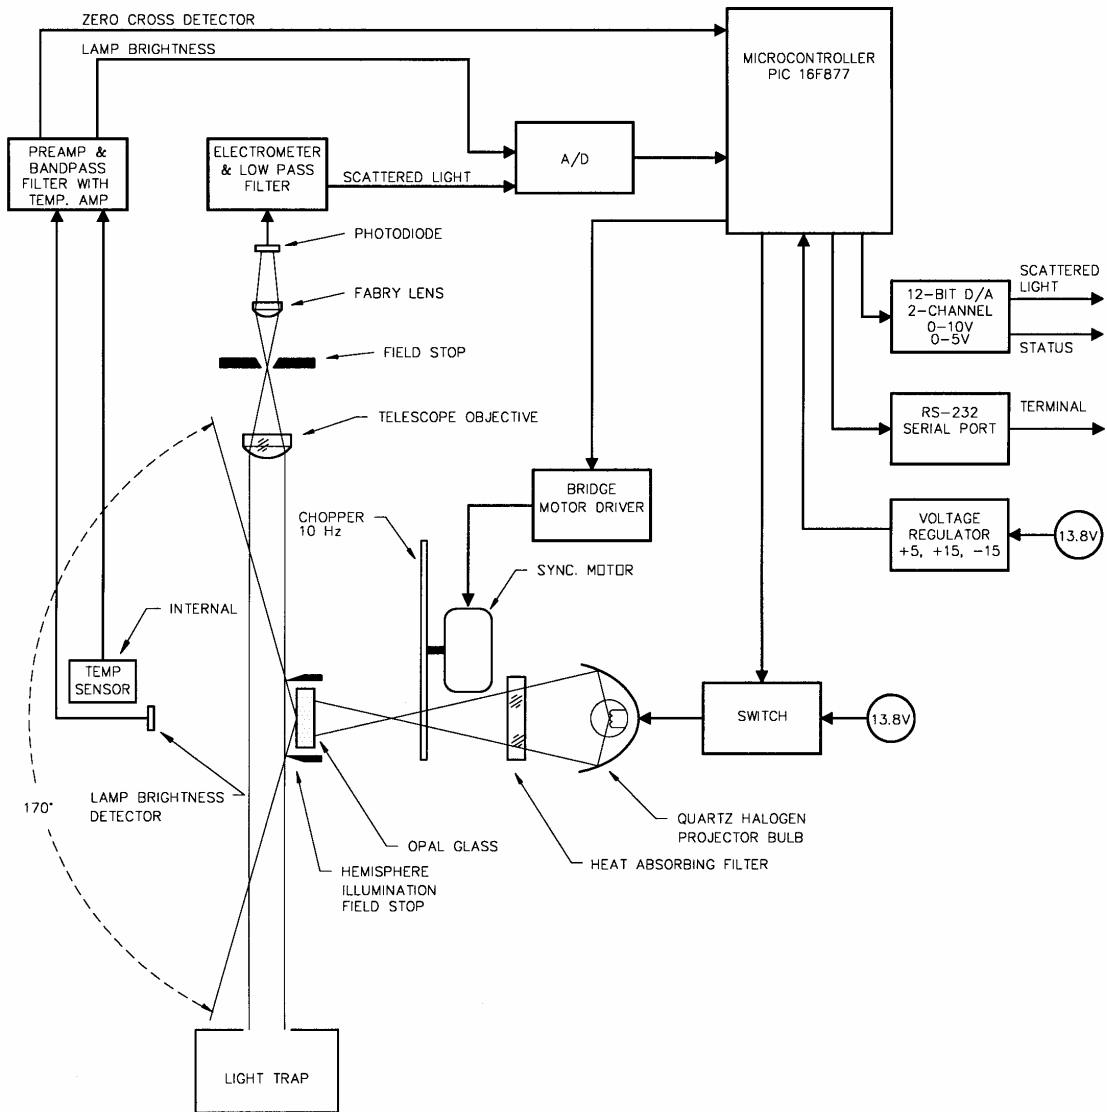 ZERO CROSS DETECTOR
LAMP BRIGHTNESS
MICROCONTROLLER
PIC 16F877
PREAMP &
BANDPASS
FILTER WITH
TEMP. AMP
ELECTROMETER
& LOW PASS
FILTER
SCATTERED LIGHT
A/D
PHOTODIODE
FABRY LENS
FIELD STOP
TELESCOPE OBJECTIVE
12-BIT D/A
2-CHANNEL
0-10V
0-5V
SCATTERED
LIGHT
STATUS
RS-232
SERIAL PORT
TERMINAL
BRIDGE
MOTOR DRIVER
VOLTAGE
REGULATOR
+5, +15, -15
13.8V
CHOPPER
10 Hz
SYNC. MOTOR
INTERNAL
TEMP
SENSOR
SWITCH
13.8V
170°
LAMP BRIGHTNESS
DETECTOR
OPAL GLASS
HEMISPHERE
ILLUMINATION
FIELD STOP
QUARTZ HALOGEN
PROJECTOR BULB
HEAT ABSORBING FILTER
LIGHT TRAP